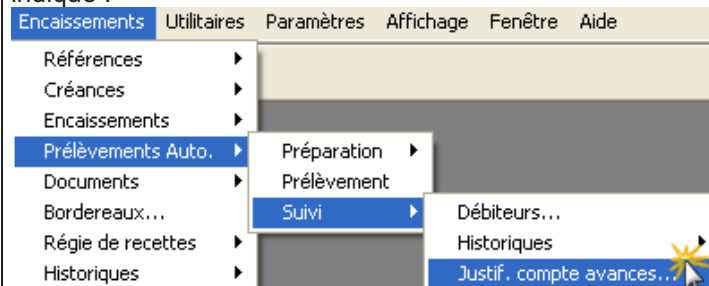 indique :
Encaissements Utilitaires Paramètres Affichage Fenêtre Aide
Références
Créances
Encaissements
Prélèvements Auto.
Préparation
Documents
Prélèvement
Bordereaux...
Suivi
Débiteurs...
Régie de recettes
Historiques
Historiques
Justif. compte avances...